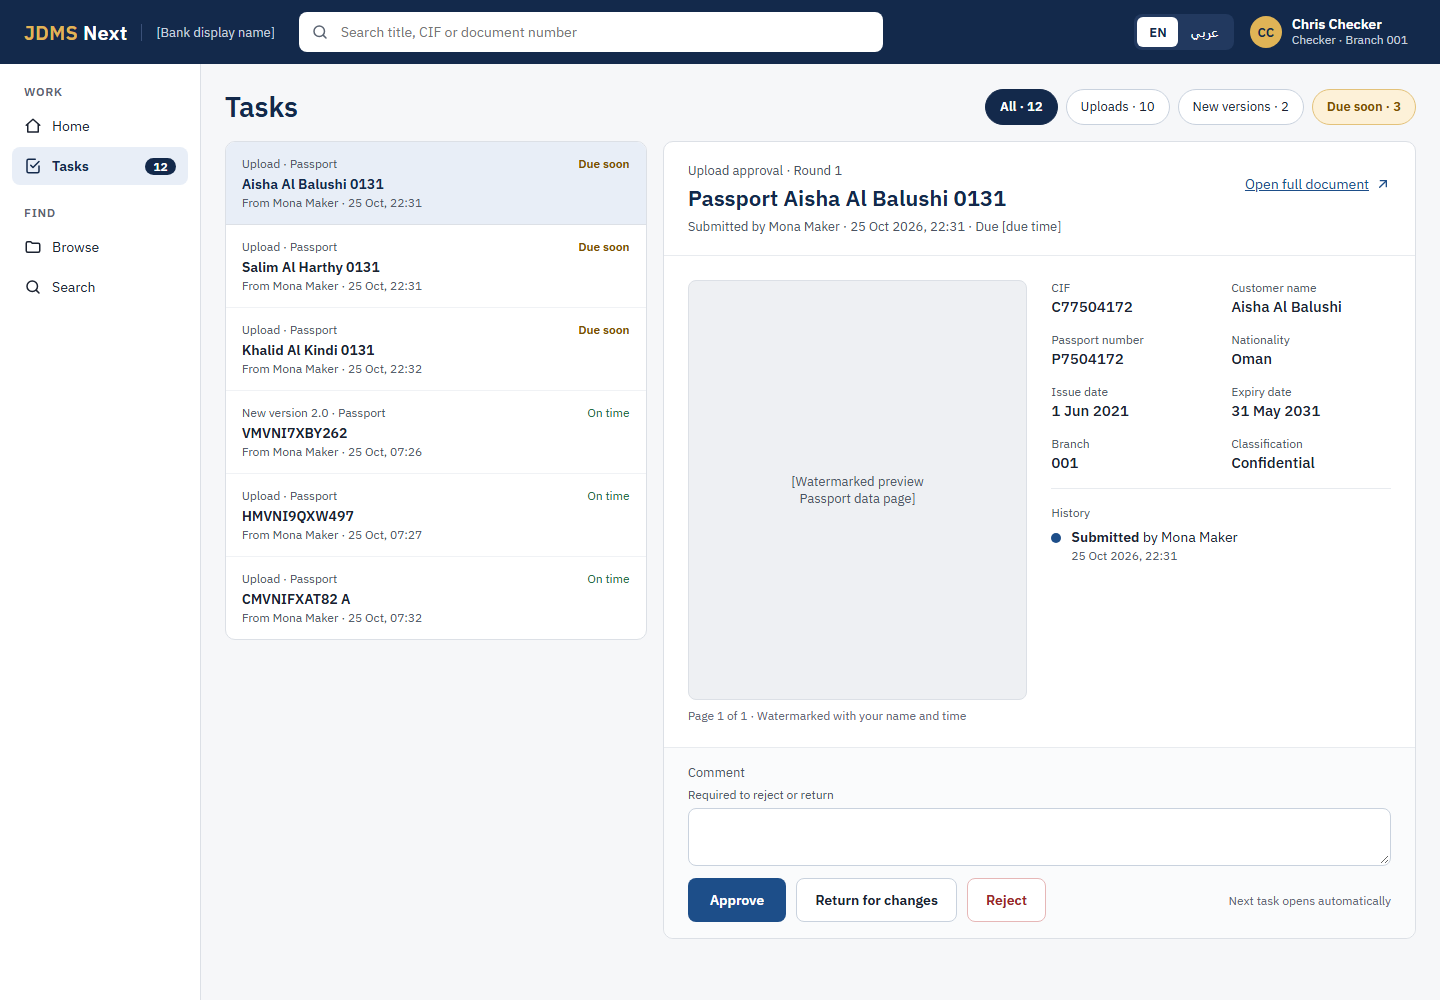 JDMS Next
[Bank display name]
Search title, CIF or document number
EN
عربي
CC
Chris Checker
Checker · Branch 001
WORK
Home
Tasks
12
FIND
Browse
Search
Tasks
All · 12
Uploads · 10
New versions · 2
Due soon · 3
Upload · Passport
Due soon
Aisha Al Balushi 0131
From Mona Maker · 25 Oct, 22:31
Upload · Passport
Due soon
Salim Al Harthy 0131
From Mona Maker · 25 Oct, 22:31
Upload · Passport
Due soon
Khalid Al Kindi 0131
From Mona Maker · 25 Oct, 22:32
New version 2.0 · Passport
On time
VMVNI7XBY262
From Mona Maker · 25 Oct, 07:26
Upload · Passport
On time
HMVNI9QXW497
From Mona Maker · 25 Oct, 07:27
Upload · Passport
On time
CMVNIFXAT82 A
From Mona Maker · 25 Oct, 07:32
Upload approval · Round 1
Passport Aisha Al Balushi 0131
Submitted by Mona Maker · 25 Oct 2026, 22:31 · Due [due time]
Open full document
[Watermarked preview
Passport data page]
Page 1 of 1 · Watermarked with your name and time
CIF
C77504172
Customer name
Aisha Al Balushi
Passport number
P7504172
Nationality
Oman
Issue date
1 Jun 2021
Expiry date
31 May 2031
Branch
001
Classification
Confidential
History
Submitted by Mona Maker
25 Oct 2026, 22:31
Comment
Required to reject or return
Approve
Return for changes
Reject
Next task opens automatically